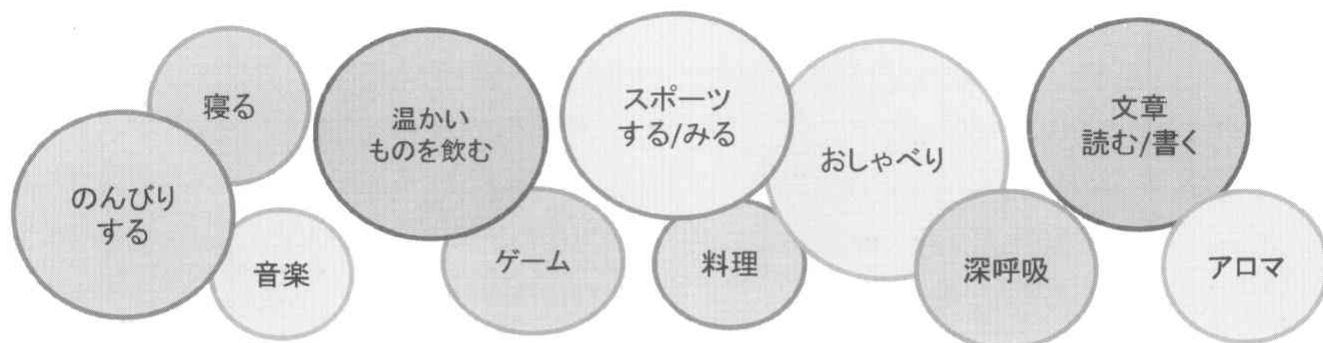 寝る
のんびり
する
音楽
温かい
ものを飲む
ゲーム
スポーツ
する/みる
料理
おしゃべり
深呼吸
文章
読む/書く
アロマ